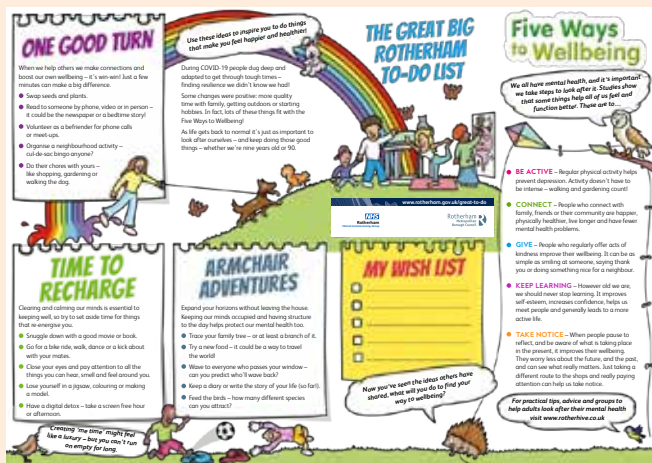 ONE GOOD TURN
When we help others we make connections and
boost our own wellbeing – it's win-win! Just a few
minutes can make a big difference.
Swap seeds and plants.
Read to someone by phone, video or in person –
it could be the newspaper or a bedtime story!
Volunteer as a befriender for phone calls
or meet-ups.
Organise a neighbourhood activity –
cul-de-sac bingo anyone?
Do their chores with yours –
like shopping, gardening or
walking the dog.
Use these ideas to inspire you to do things
that make you feel happier and healthier!
During COVID-19 people dug deep and
adapted to get through tough times –
finding resilience we didn't know we had!
Some changes were positive: more quality
time with family, getting outdoors or starting
hobbies. In fact, lots of these things fit with the
Five Ways to Wellbeing!
As life gets back to normal it's just as important to
look after ourselves – and keep doing those good
things – whether we're nine years old or 90.
THE GREAT BIG
ROTHERHAM
TO-DO LIST
www.rotherham.gov.uk/great-to-do
NHS
Rotherham
Rotherham
Metropolitan
Borough Council
Five Ways
to Wellbeing
We all have mental health, and it's important
we take steps to look after it. Studies show
that some things help all of us feel and
function better. These are to...
BE ACTIVE – Regular physical activity helps
prevent depression. Activity doesn't have to
be intense – walking and gardening count!
CONNECT – People who connect with
family, friends or their community are happier,
physically healthier, live longer and have fewer
mental health problems.
GIVE – People who regularly offer acts of
kindness improve their wellbeing. It can be as
simple as smiling at someone, saying thank
you or doing something nice for a neighbour.
KEEP LEARNING – However old we are,
we should never stop learning. It improves
self-esteem, increases confidence, helps us
meet people and generally leads to a more
active life.
TAKE NOTICE – When people pause to
reflect, and be aware of what is taking place
in the present, it improves their wellbeing.
They worry less about the future, and the past,
and can see what really matters. Just taking a
different route to the shops and really paying
attention can help us take notice.
For practical tips, advice and groups to
help adults look after their mental health
visit www.rotherhive.co.uk
TIME TO
RECHARGE
Clearing and calming our minds is essential to
keeping well, so try to set aside time for things
that re-energise you.
Snuggle down with a good movie or book.
Go for a bike ride, walk, dance or a kick about
with your mates.
Close your eyes and pay attention to all the
things you can hear, smell and feel around you.
Lose yourself in a jigsaw, colouring or making
a model.
Have a digital detox – take a screen free hour
or afternoon.
Creating 'me time' might feel
like a luxury – but you can't run
on empty for long.
ARMCHAIR
ADVENTURES
Expand your horizons without leaving the house.
Keeping our minds occupied and having structure
to the day helps protect our mental health too.
Trace your family tree – or at least a branch of it.
Try a new food – it could be a way to travel
the world!
Wave to everyone who passes your window –
can you predict who'll wave back?
Keep a diary or write the story of your life (so far!).
Feed the birds – how many different species
can you attract?
MY WISH LIST
Now you've seen the ideas others have
shared, what will you do to find your
way to wellbeing?